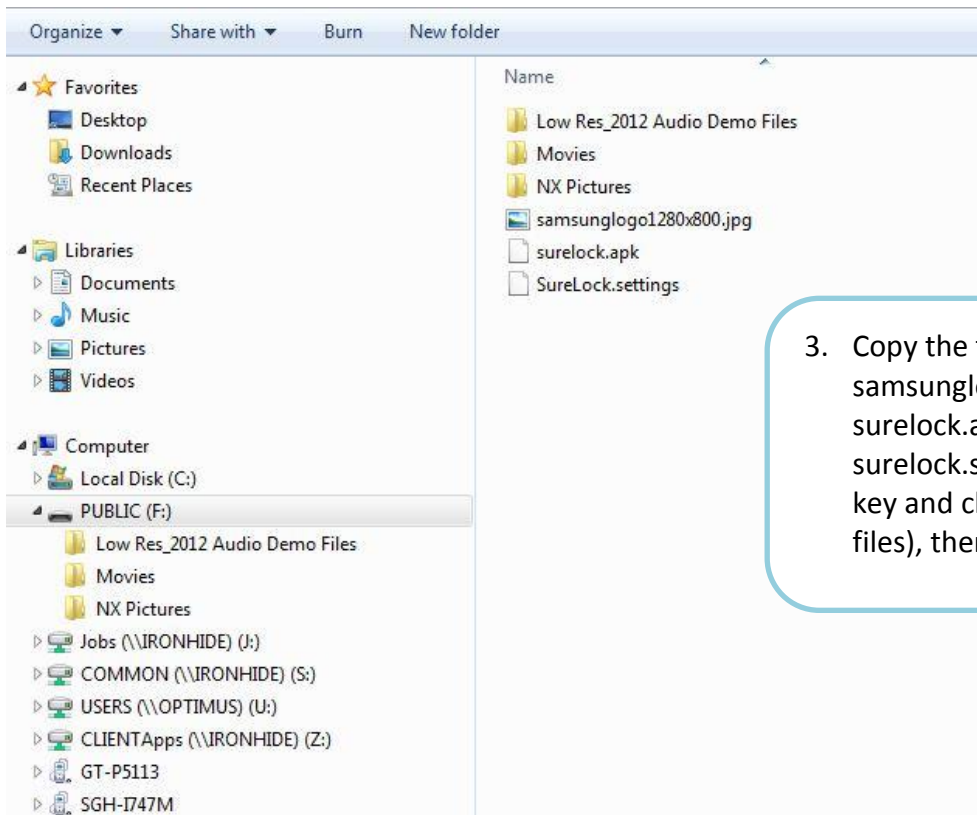 Organize Share with Burn New folder
Favorites
Desktop
Downloads
Recent Places
Libraries
Documents
Music
Pictures
Videos
Computer
Local Disk (C:)
PUBLIC (F:)
Low Res_2012 Audio Demo Files
Movies
NX Pictures
Jobs (\\IRONHIDE) (J:)
COMMON (\\IRONHIDE) (S:)
USERS (\\OPTIMUS) (U:)
CLIENTApps (\\IRONHIDE) (Z:)
GT-P5113
SGH-I747M
Name
Low Res_2012 Audio Demo Files
Movies
NX Pictures
samsunglogo1280x800.jpg
surelock.apk
SureLock.settings
3. Copy the
key and
files),